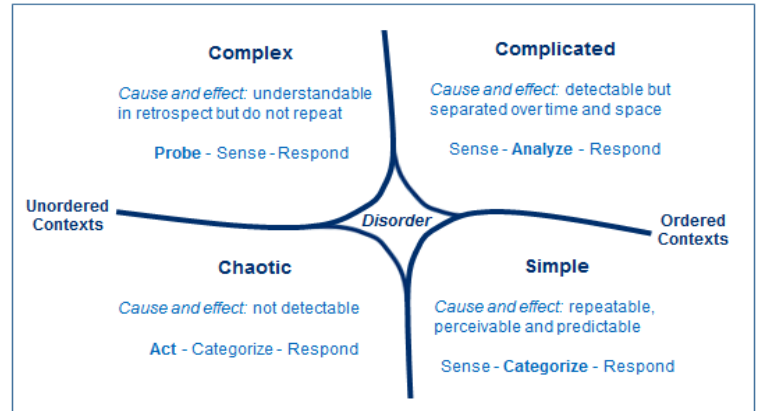 Complex
Cause and effect: understandable
in retrospect but do not repeat
Probe - Sense - Respond
Complicated
Cause and effect: detectable but
separated over time and space
Sense - Analyze - Respond
Unordered
Contexts
Disorder
Ordered
Contexts
Chaotic
Cause and effect: not detectable
Act - Categorize - Respond
Simple
Cause and effect: repeatable,
perceivable and predictable
Sense - Categorize - Respond